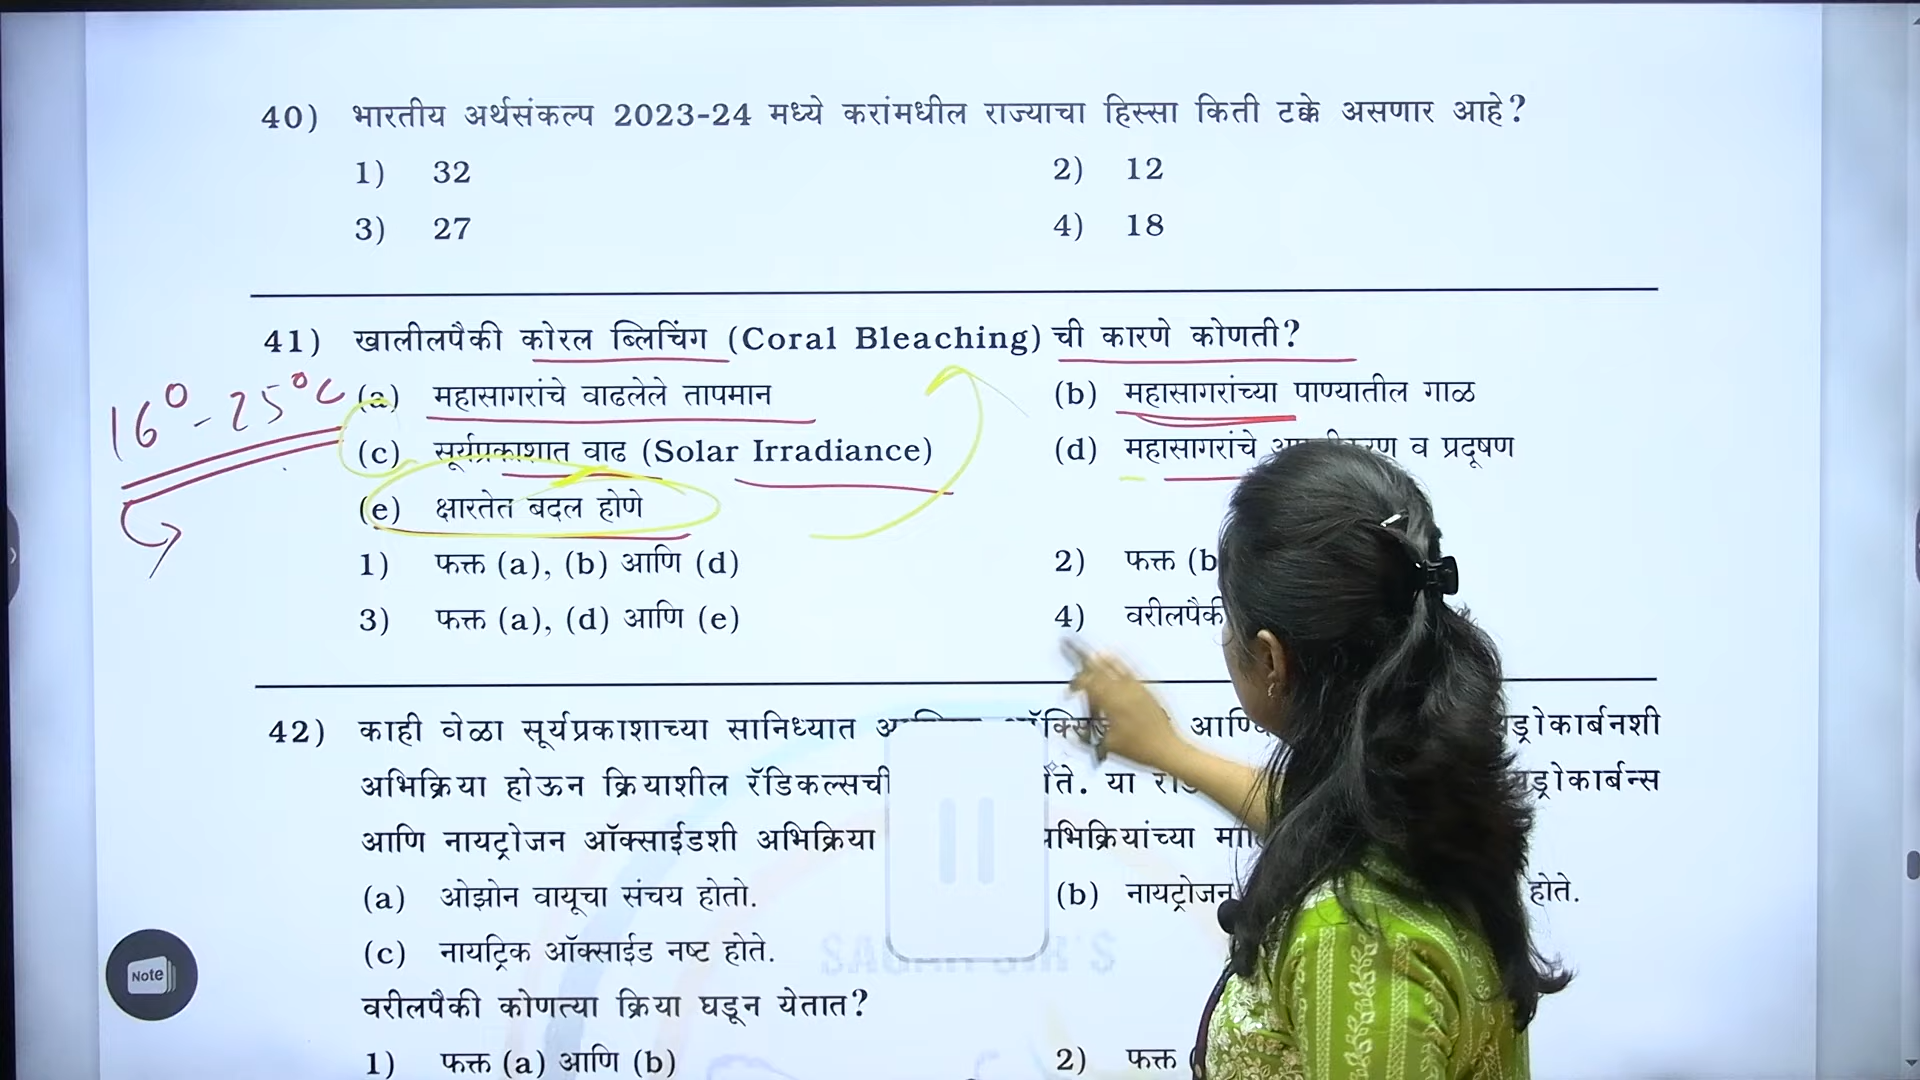 40) भारतीय अर्थसंकल्प 2023-24 मध्ये करांमधील राज्याचा हिस्सा किती टक्के असणार आहे?
1) 32 2) 12
3) 27 4) 18
41) खालीलपैकी कोरल ब्लिचिंग (Coral Bleaching) ची कारणे कोणती?
16° - 25°C
(a) महासागरांचे वाढलेले तापमान (b) महासागरांच्या पाण्यातील गाळ
(c) सूर्यप्रकाशात वाढ (Solar Irradiance) (d) महासागरांचे व प्रदूषण
(e) क्षारतेत बदल होणे
1) फक्त (a), (b) आणि (d) 2) फक्त (b
3) फक्त (a), (d) आणि (e) 4) वरीलपैकी
42) काही वेळा सूर्यप्रकाशाच्या सानिध्यात आणि
अभिक्रिया होऊन क्रियाशील रॅडिकल्सची या
आणि नायट्रोजन ऑक्साईडशी अभिक्रिया
(a) ओझोन वायूचा संचय होतो. (b) नायट्रोजन होते.
(c) नायट्रिक ऑक्साईड नष्ट होते.
वरीलपैकी कोणत्या क्रिया घडून येतात?
1) फक्त (a) आणि (b) 2) फक्त
Note